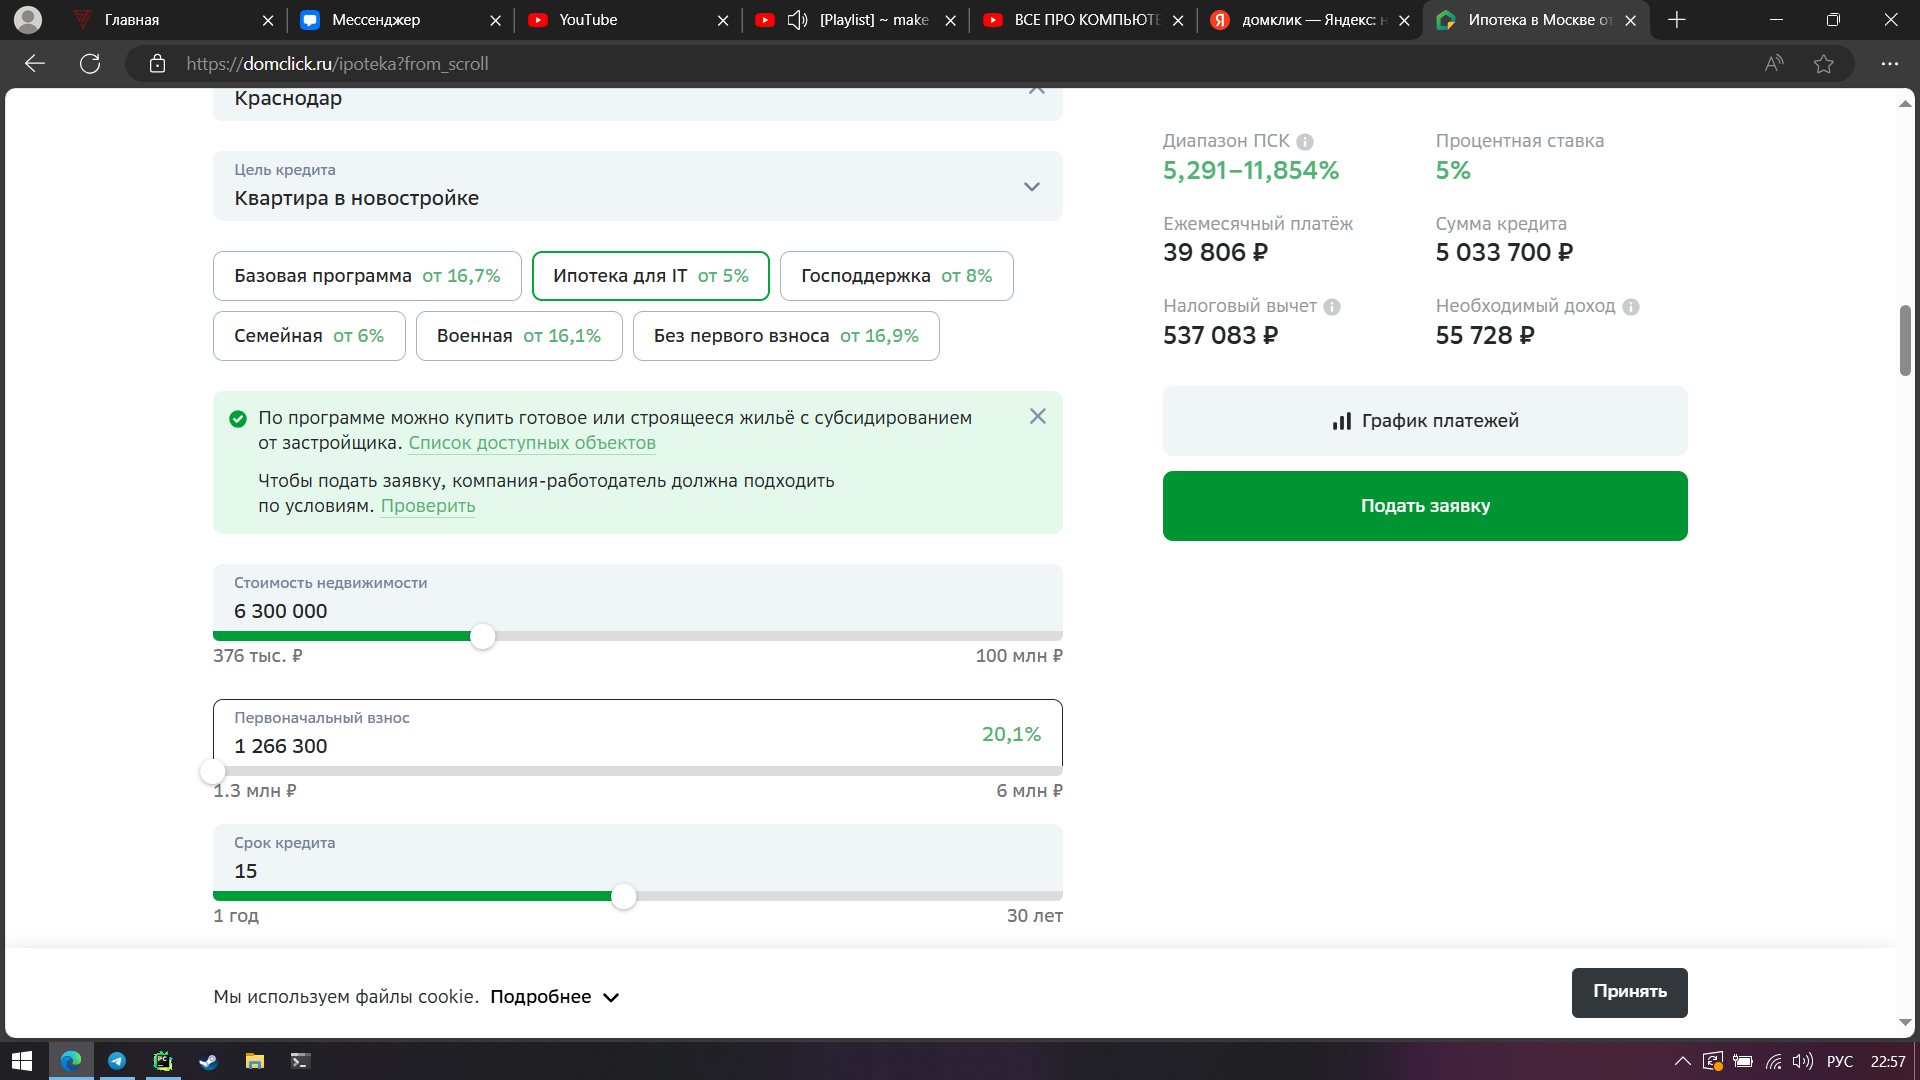 Главная
Мессенджер
YouTube
[Playlist] ~ make
ВСЕ ПРО КОМПЬЮТЕ
домклик — Яндекс: н
Ипотека в Москве от
https://domclick.ru/ipoteka?from_scroll
Краснодар
Цель кредита
Квартира в новостройке
Базовая программа от 16,7%
Ипотека для IT от 5%
Господдержка от 8%
Семейная от 6%
Военная от 16,1%
Без первого взноса от 16,9%
По программе можно купить готовое или строящееся жильё с субсидированием
от застройщика. Список доступных объектов
Чтобы подать заявку, компания-работодатель должна подходить
по условиям. Проверить
Стоимость недвижимости
6 300 000
376 тыс. ₽
100 млн ₽
Первоначальный взнос
1 266 300
20,1%
1.3 млн ₽
6 млн ₽
Срок кредита
15
1 год
30 лет
Диапазон ПСК
5,291–11,854%
Процентная ставка
5%
Ежемесячный платёж
39 806 ₽
Сумма кредита
5 033 700 ₽
Налоговый вычет
537 083 ₽
Необходимый доход
55 728 ₽
График платежей
Подать заявку
Мы используем файлы cookie. Подробнее
Принять
РУС
22:57